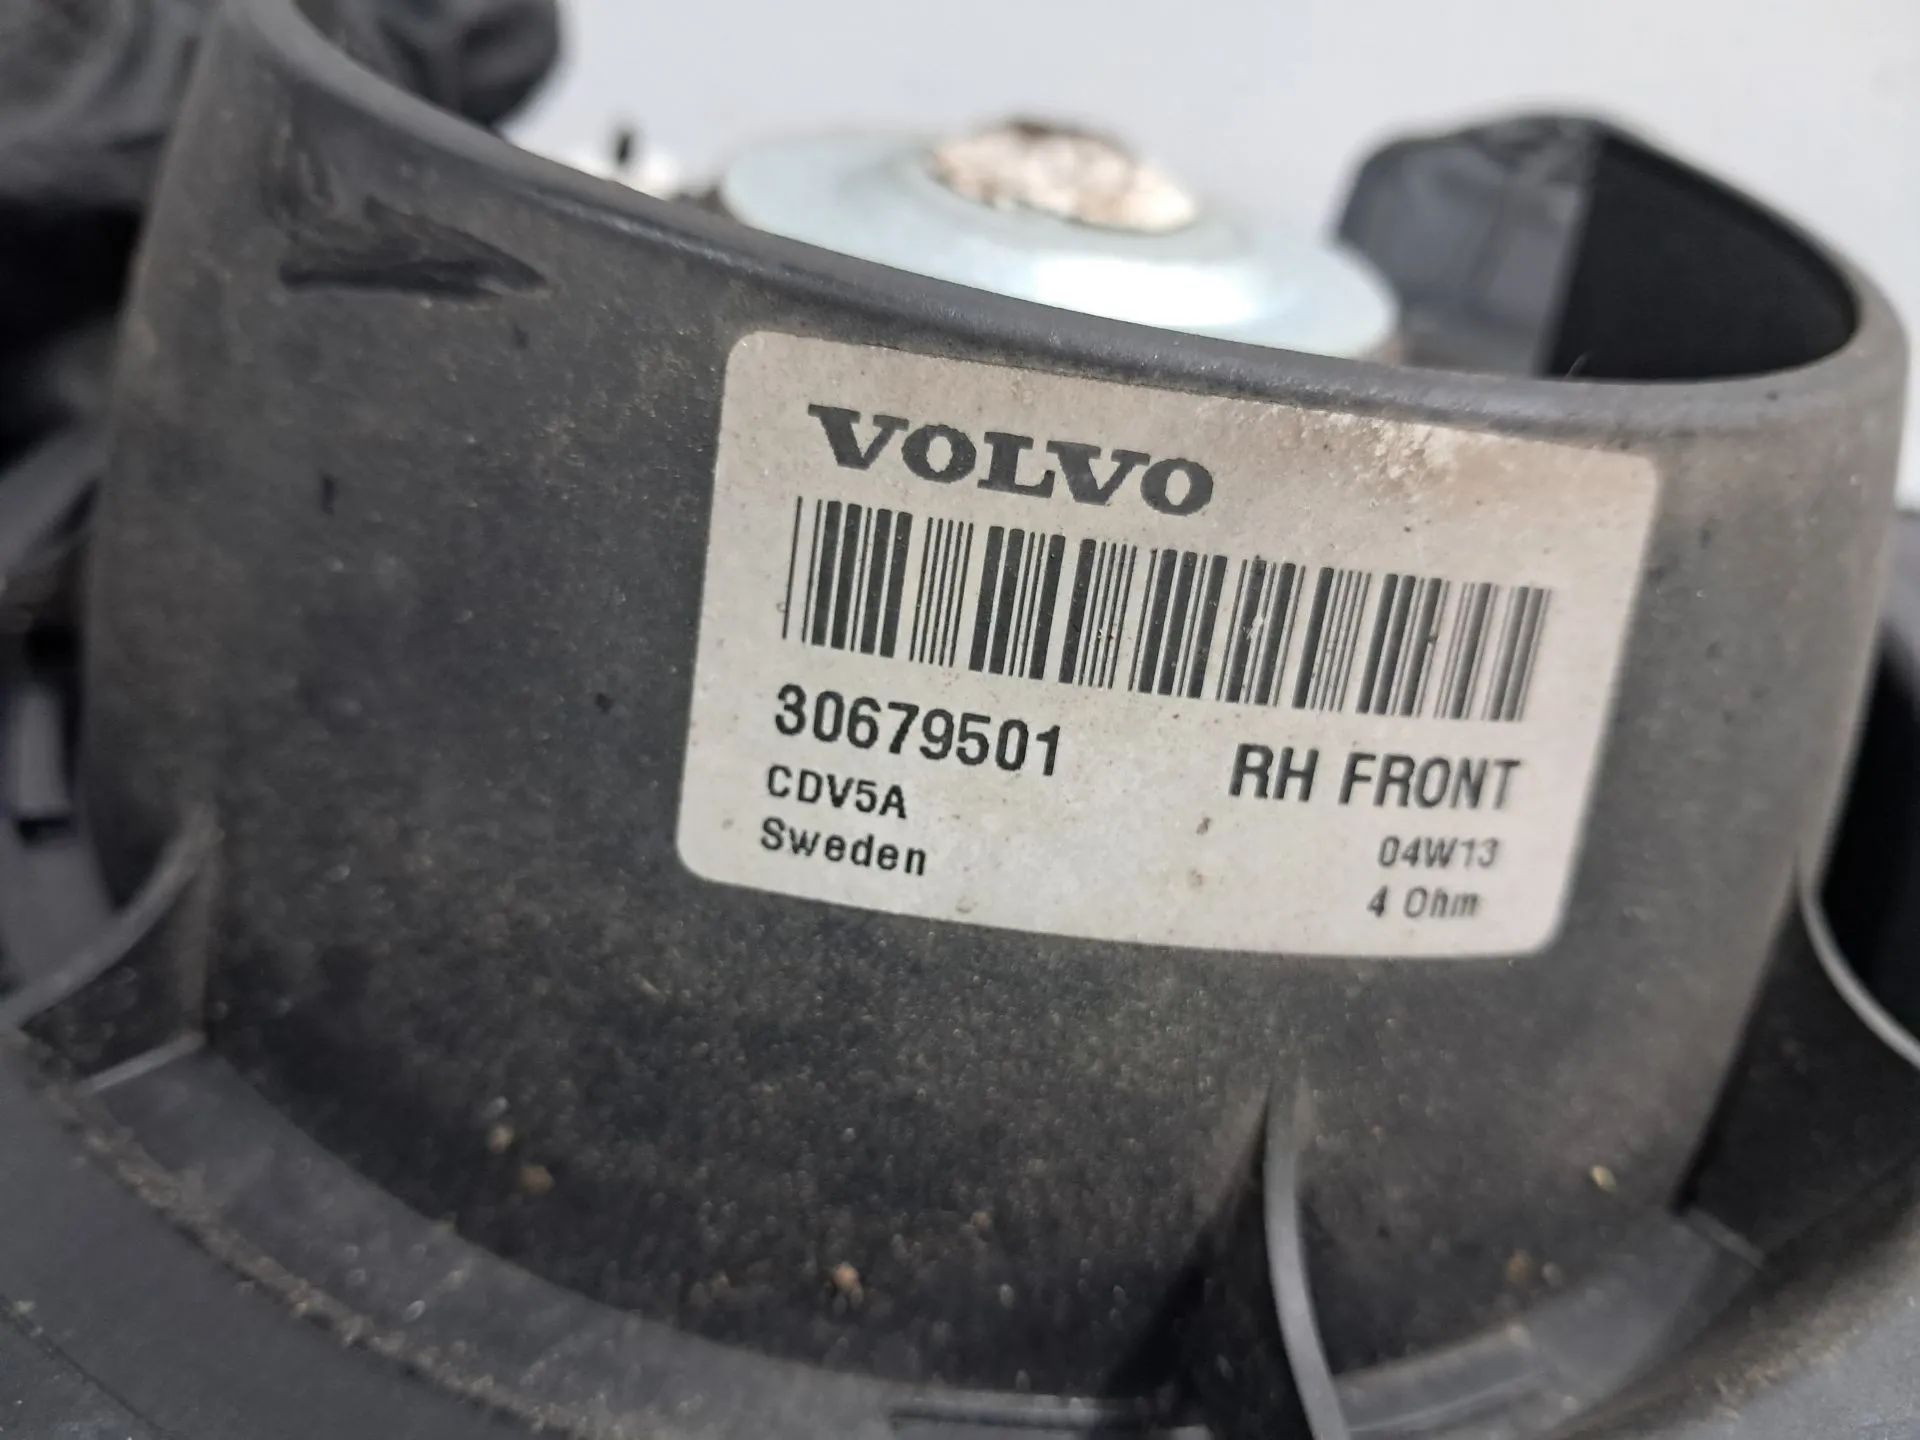 VOLVO
30679501 RH FRONT
CDV5A
Sweden 04W13
4 Ohm